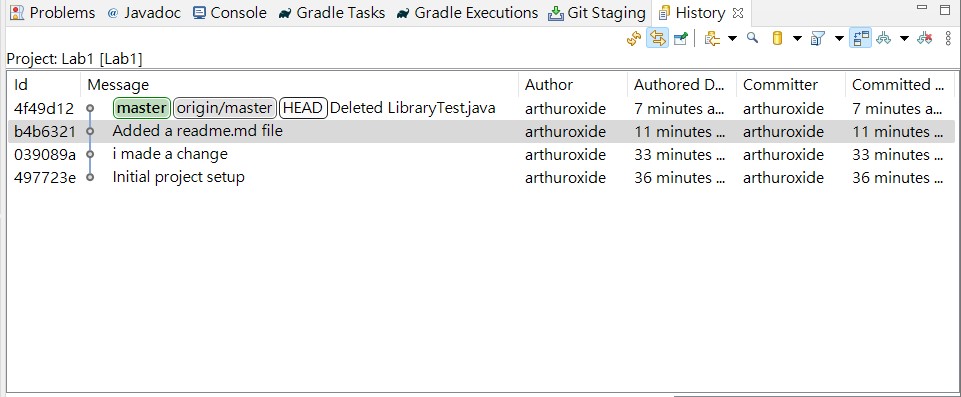 Problems @ Javadoc Console Gradle Tasks Gradle Executions Git Staging History
Project: Lab1 [Lab1]
Id Message Author Authored D... Committer Committed ...
4f49d12 master origin/master HEAD Deleted LibraryTest.java arthuroxide 7 minutes a... arthuroxide 7 minutes a...
b4b6321 Added a readme.md file arthuroxide 11 minutes ... arthuroxide 11 minutes ...
039089a i made a change arthuroxide 33 minutes ... arthuroxide 33 minutes ...
497723e Initial project setup arthuroxide 36 minutes ... arthuroxide 36 minutes ...